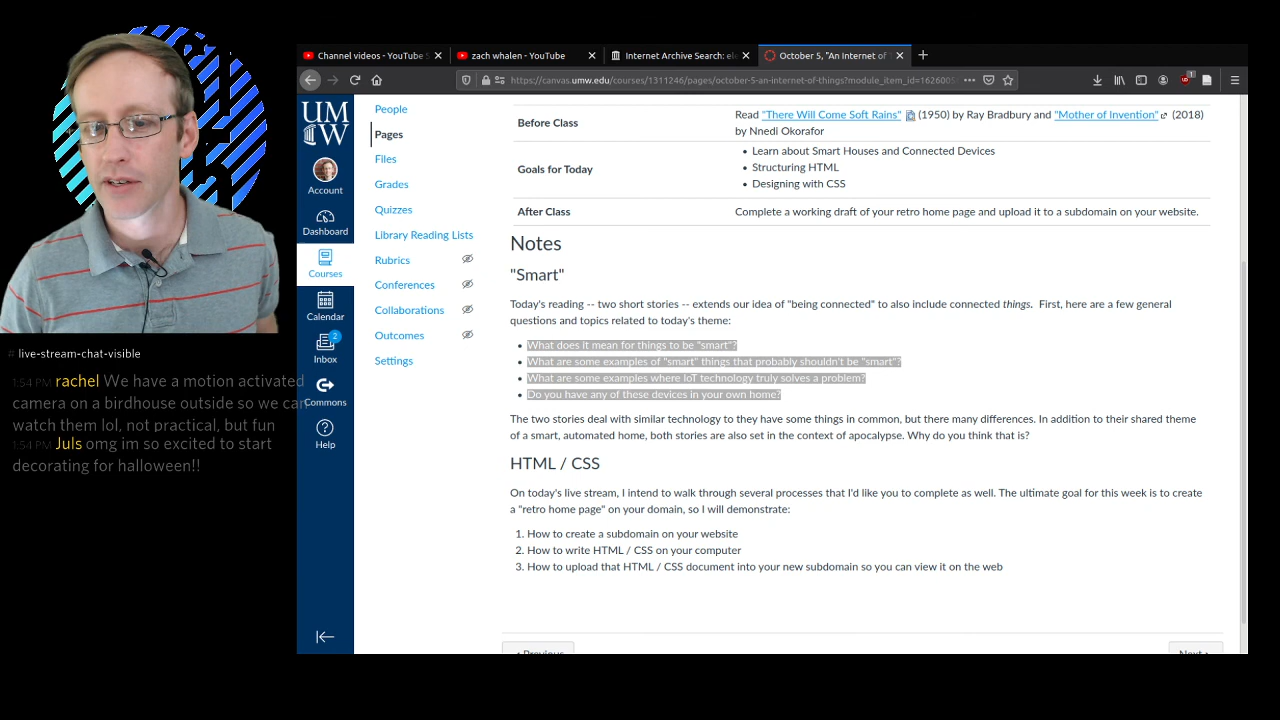 Channel videos - YouTube S
zach whalen - YouTube
Internet Archive Search: ele
October 5, "An Internet of T
https://canvas.umw.edu/courses/1311246/pages/october-5-an-internet-of-things?module_item_id=1626005
1
UM
W
Account
Dashboard
Courses
Calendar
2
Inbox
Commons
Help
People
Pages
Files
Grades
Quizzes
Library Reading Lists
Rubrics
Conferences
Collaborations
Outcomes
Settings
Before Class
Read "There Will Come Soft Rains" (1950) by Ray Bradbury and "Mother of Invention" (2018)
by Nnedi Okorafor
Goals for Today
• Learn about Smart Houses and Connected Devices
• Structuring HTML
• Designing with CSS
After Class
Complete a working draft of your retro home page and upload it to a subdomain on your website.
Notes
"Smart"
Today's reading -- two short stories -- extends our idea of "being connected" to also include connected things. First, here are a few general
questions and topics related to today's theme:
• What does it mean for things to be "smart"?
• What are some examples of "smart" things that probably shouldn't be "smart"?
• What are some examples where IoT technology truly solves a problem?
• Do you have any of these devices in your own home?
The two stories deal with similar technology to they have some things in common, but there many differences. In addition to their shared theme
of a smart, automated home, both stories are also set in the context of apocalypse. Why do you think that is?
HTML / CSS
On today's live stream, I intend to walk through several processes that I'd like you to complete as well. The ultimate goal for this week is to create
a "retro home page" on your domain, so I will demonstrate:
1. How to create a subdomain on your website
2. How to write HTML / CSS on your computer
3. How to upload that HTML / CSS document into your new subdomain so you can view it on the web
‹ Previous
Next ›
# live-stream-chat-visible
1:54 PM rachel We have a motion activated
camera on a birdhouse outside so we can
watch them lol, not practical, but fun
1:54 PM Juls omg im so excited to start
decorating for halloween!!